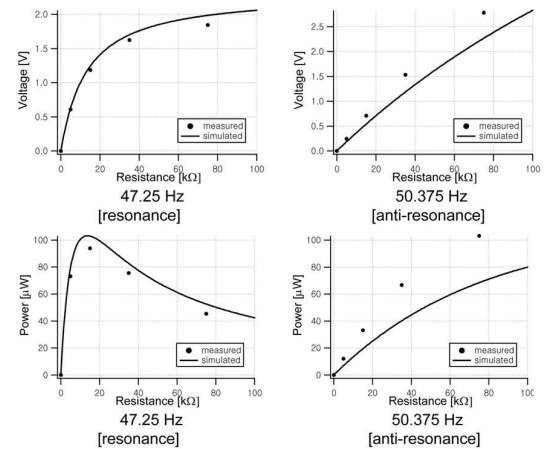 2.0
1.5
1.0
0.5
0.0
Voltage [V]
measured
simulated
0 20 40 60 80 100
Resistance [kΩ]
47.25 Hz
[resonance]
2.5
2.0
1.5
1.0
0.5
0.0
Voltage [V]
measured
simulated
0 20 40 60 80 100
Resistance [kΩ]
50.375 Hz
[anti-resonance]
100
80
60
40
20
0
Power [µW]
measured
simulated
0 20 40 60 80 100
Resistance [kΩ]
47.25 Hz
[resonance]
100
80
60
40
20
0
Power [µW]
measured
simulated
0 20 40 60 80 100
Resistance [kΩ]
50.375 Hz
[anti-resonance]